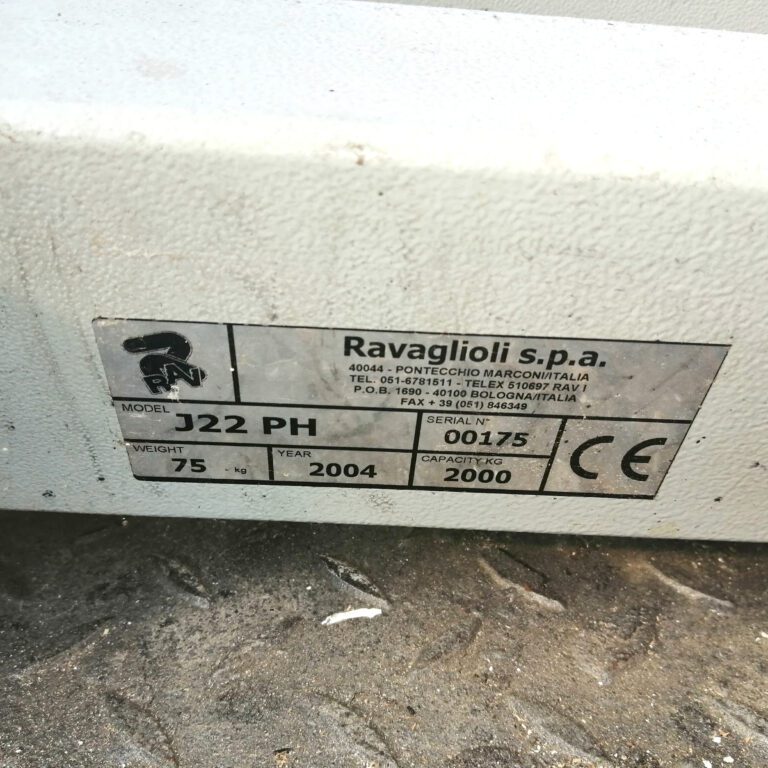 RAV
Ravaglioli s.p.a.
40044 - PONTECCHIO MARCONI/ITALIA
TEL. 051-6781511 - TELEX 510697 RAV I
P.O.B. 1690 - 40100 BOLOGNA/ITALIA
FAX + 39 (051) 846349
MODEL J22 PH
SERIAL N° 00175
WEIGHT 75 - kg
YEAR 2004
CAPACITY KG 2000
CE